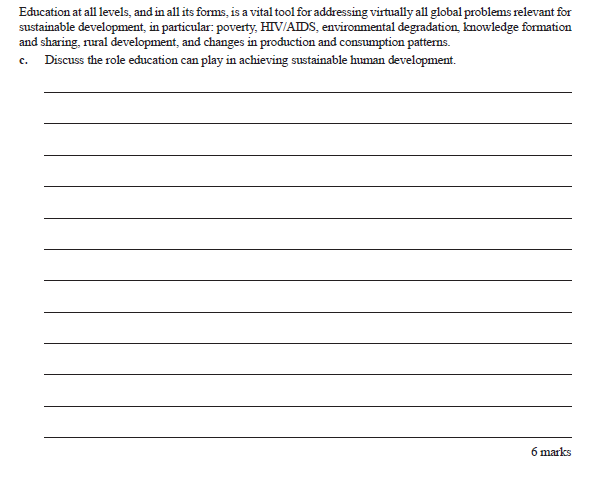 Education at all levels, and in all its forms, is a vital tool for addressing virtually all global problems relevant for
sustainable development, in particular: poverty, HIV/AIDS, environmental degradation, knowledge formation
and sharing, rural development, and changes in production and consumption patterns.
c. Discuss the role education can play in achieving sustainable human development.
6 marks